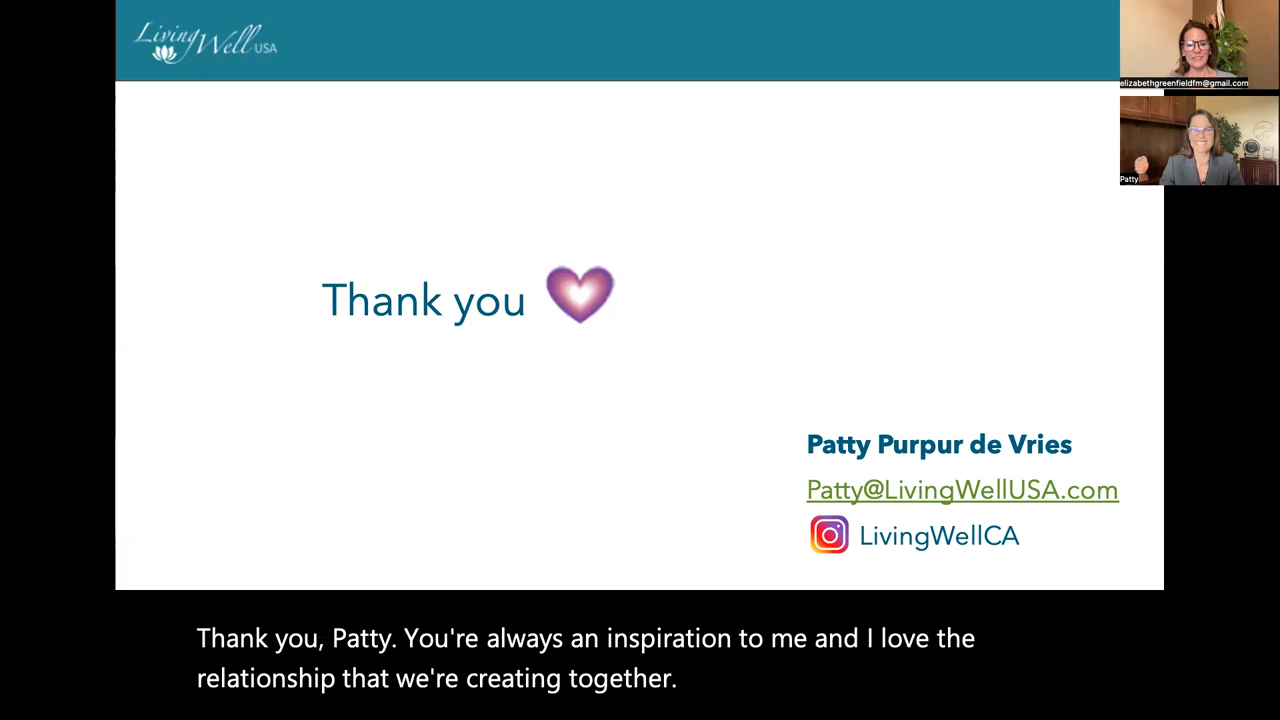 Living Well USA
elizabethgreenfieldfm@gmail.com
Patty
Thank you
Patty Purpur de Vries
Patty@LivingWellUSA.com
LivingWellCA
Thank you, Patty. You're always an inspiration to me and I love the
relationship that we're creating together.